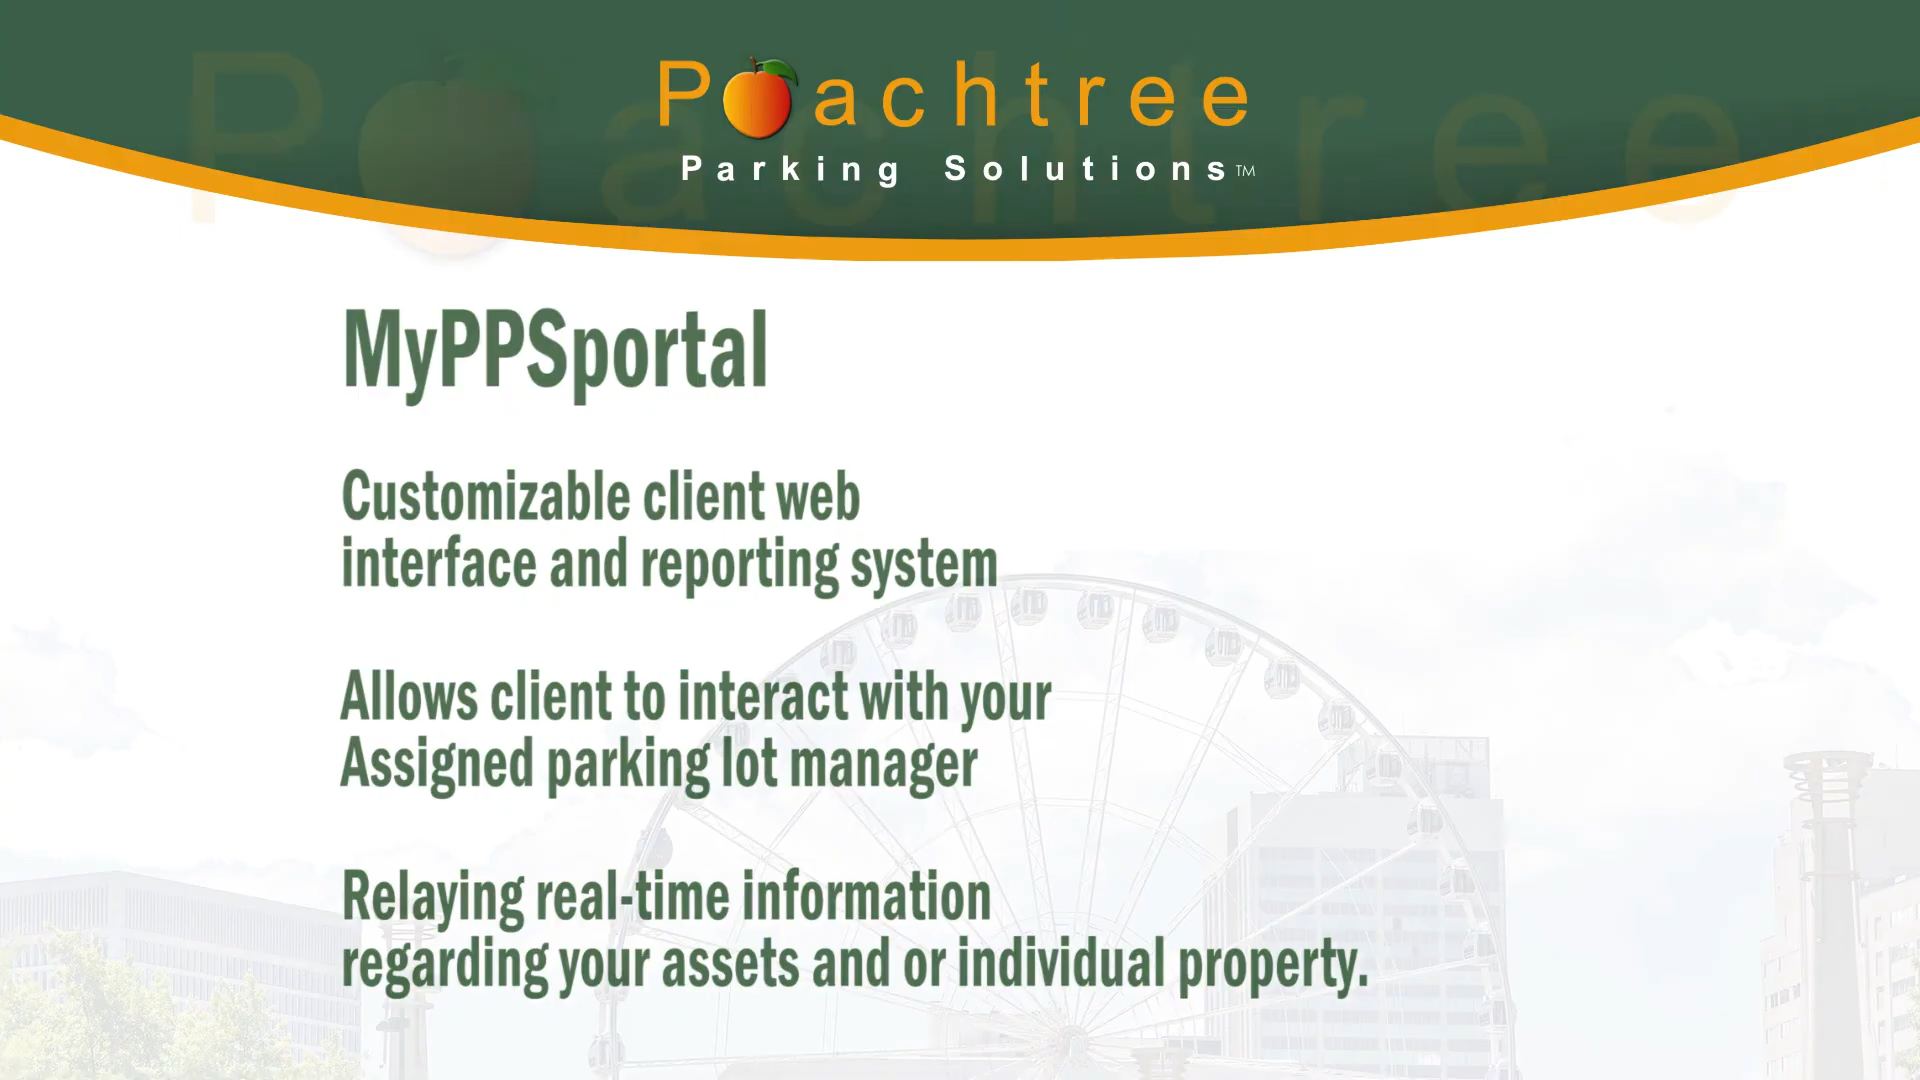 Peachtree
Parking Solutions™
MyPPSportal
Customizable client web
interface and reporting system
Allows client to interact with your
Assigned parking lot manager
Relaying real-time information
regarding your assets and or individual property.